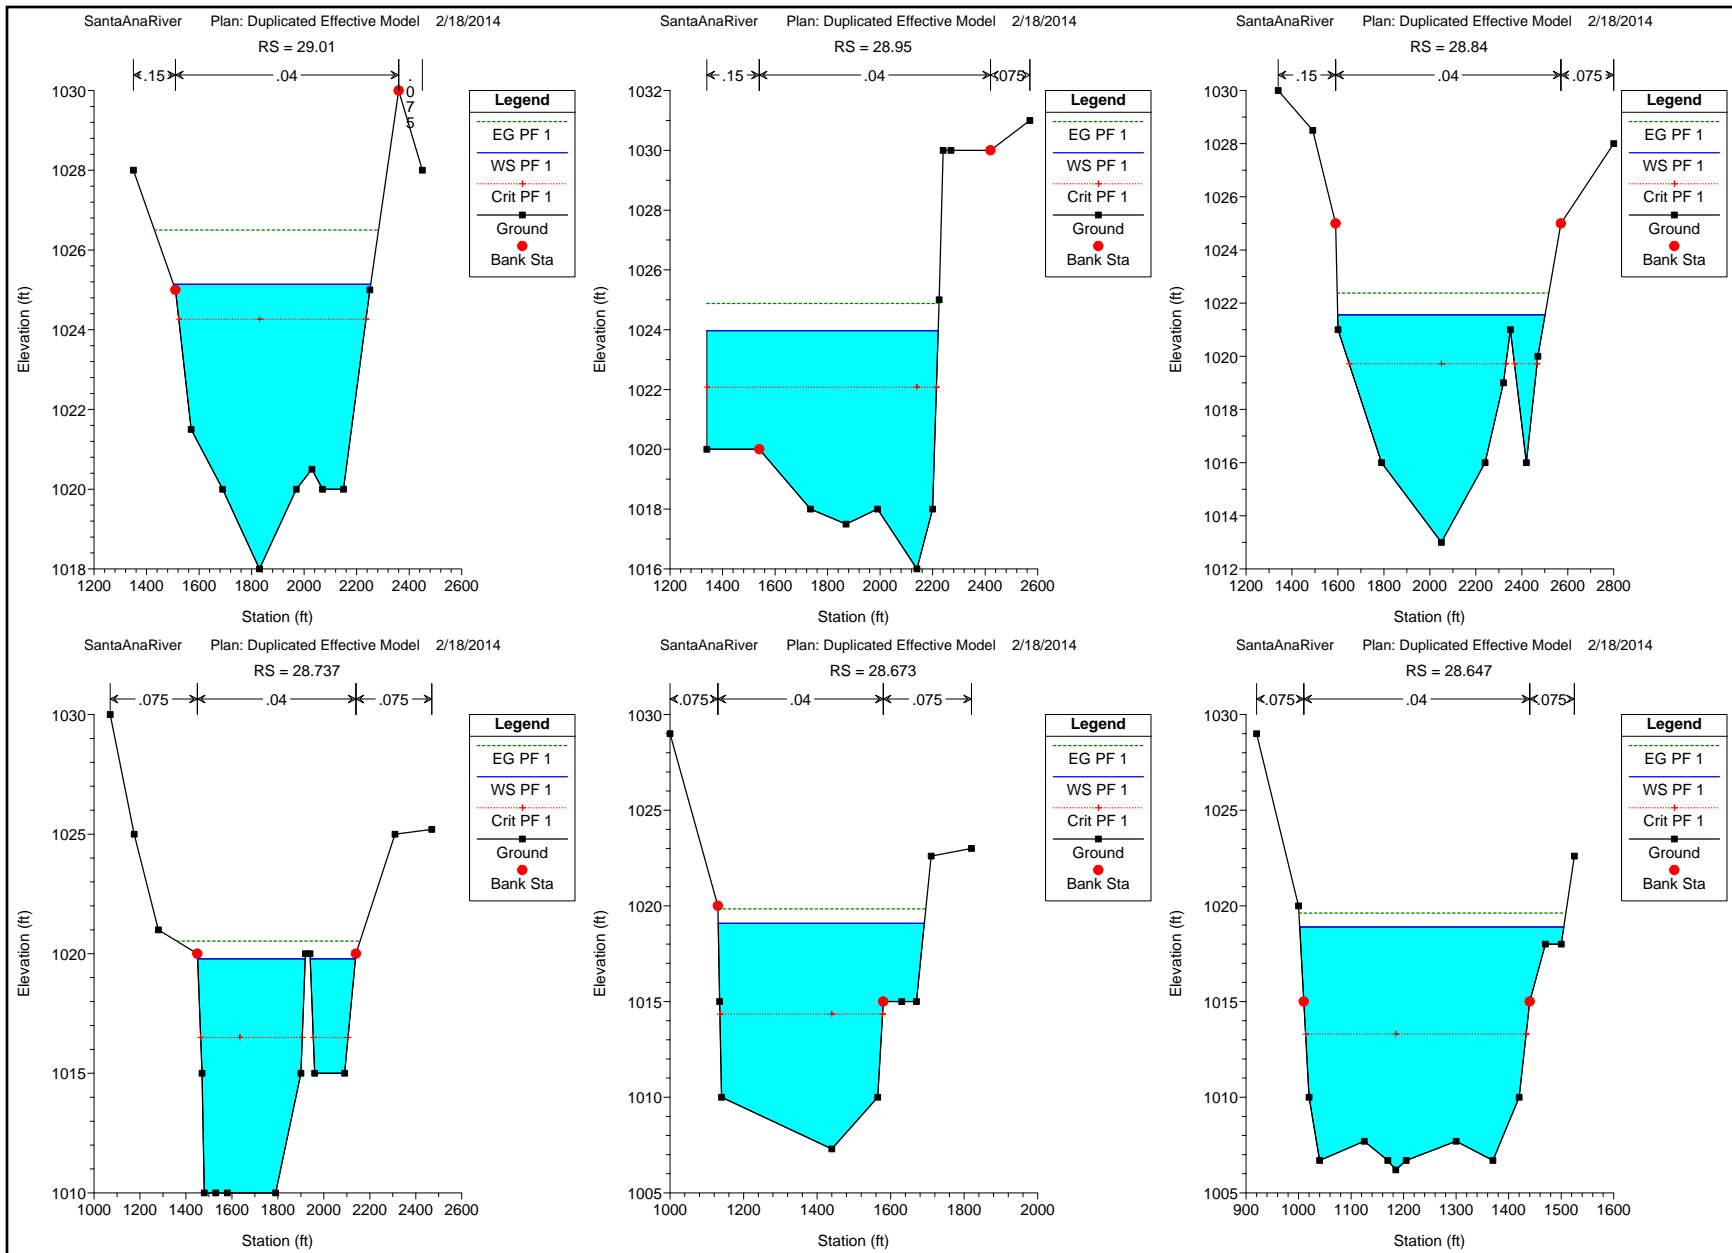 SantaAnaRiver Plan: Duplicated Effective Model 2/18/2014
RS = 29.01
.15 .04 .075
1030
1028
1026
1024
1022
1020
1018
Elevation (ft)
1200 1400 1600 1800 2000 2200 2400 2600
Station (ft)
Legend
EG PF 1
WS PF 1
Crit PF 1
Ground
Bank Sta
SantaAnaRiver Plan: Duplicated Effective Model 2/18/2014
RS = 28.95
.15 .04 .075
1032
1030
1028
1026
1024
1022
1020
1018
1016
Elevation (ft)
1200 1400 1600 1800 2000 2200 2400 2600
Station (ft)
Legend
EG PF 1
WS PF 1
Crit PF 1
Ground
Bank Sta
SantaAnaRiver Plan: Duplicated Effective Model 2/18/2014
RS = 28.84
.15 .04 .075
1030
1028
1026
1024
1022
1020
1018
1016
1014
1012
Elevation (ft)
1200 1400 1600 1800 2000 2200 2400 2600 2800
Station (ft)
Legend
EG PF 1
WS PF 1
Crit PF 1
Ground
Bank Sta
SantaAnaRiver Plan: Duplicated Effective Model 2/18/2014
RS = 28.737
.075 .04 .075
1030
1025
1020
1015
1010
Elevation (ft)
1000 1200 1400 1600 1800 2000 2200 2400 2600
Station (ft)
Legend
EG PF 1
WS PF 1
Crit PF 1
Ground
Bank Sta
SantaAnaRiver Plan: Duplicated Effective Model 2/18/2014
RS = 28.673
.075 .04 .075
1030
1025
1020
1015
1010
1005
Elevation (ft)
1000 1200 1400 1600 1800 2000
Station (ft)
Legend
EG PF 1
WS PF 1
Crit PF 1
Ground
Bank Sta
SantaAnaRiver Plan: Duplicated Effective Model 2/18/2014
RS = 28.647
.075 .04 .075
1030
1025
1020
1015
1010
1005
Elevation (ft)
900 1000 1100 1200 1300 1400 1500 1600
Station (ft)
Legend
EG PF 1
WS PF 1
Crit PF 1
Ground
Bank Sta